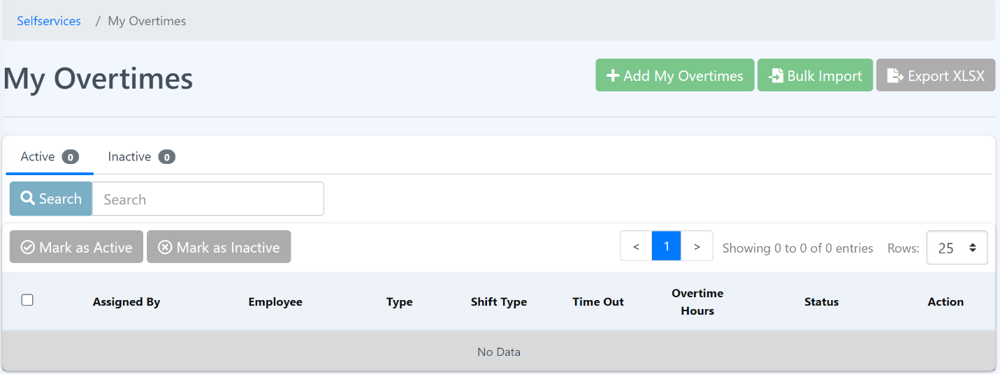 Selfservices / My Overtimes
My Overtimes
Add My Overtimes Bulk Import Export XLSX
Active 0 Inactive 0
Search Search
Mark as Active Mark as Inactive < 1 > Showing 0 to 0 of 0 entries Rows: 25
Assigned By Employee Type Shift Type Time Out Overtime Hours Status Action
No Data